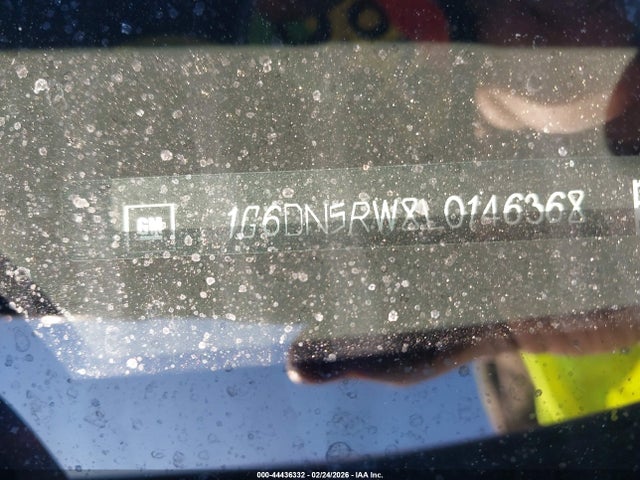 GM 1G6DN5RW8L0146368
000-44436332 - 02/24/2026 - IAA Inc.